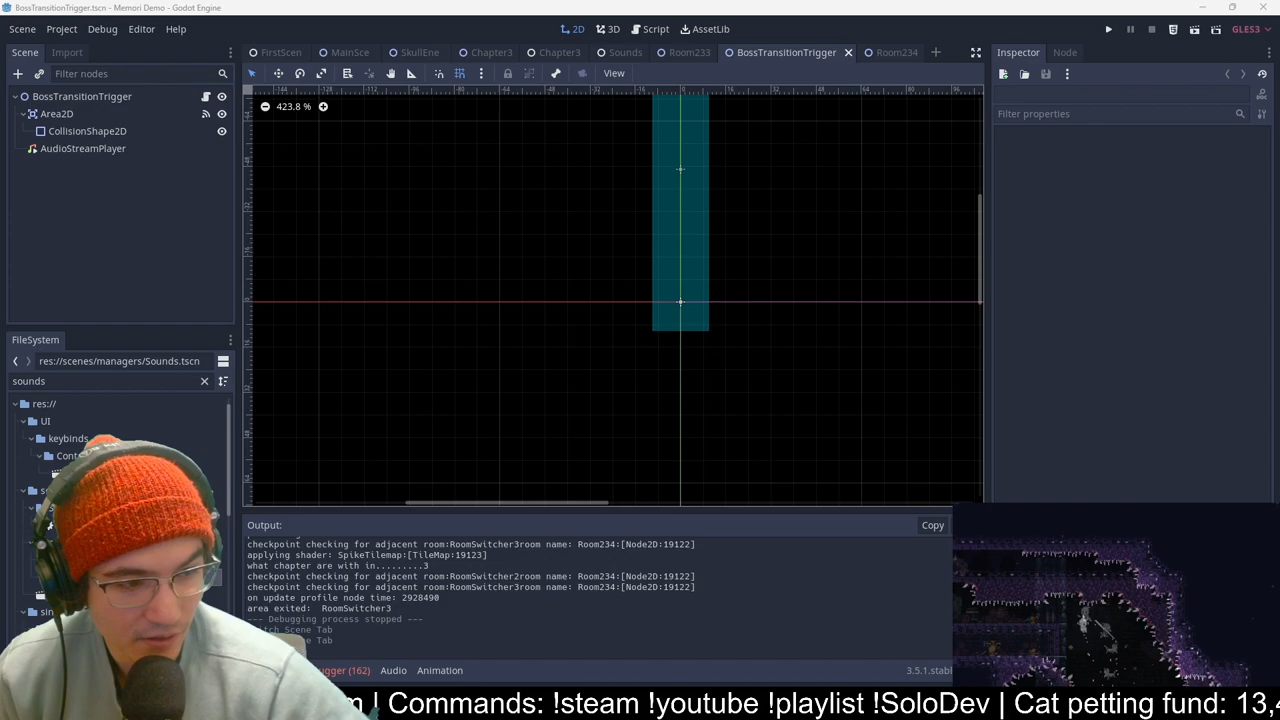 BossTransitionTrigger.tscn - Memori Demo - Godot Engine
Scene Project Debug Editor Help
2D 3D Script AssetLib
GLES3
Scene Import
FirstScen MainSce SkullEne Chapter3 Chapter3 Sounds Room233 BossTransitionTrigger Room234
Inspector Node
Filter nodes
View
BossTransitionTrigger
Area2D
CollisionShape2D
AudioStreamPlayer
423.8 %
Filter properties
FileSystem
res://scenes/managers/Sounds.tscn
sounds
res://
UI
keybinds
Output:
Copy
checkpoint checking for adjacent room:RoomSwitcher3room name: Room234:[Node2D:19122]
applying shader: SpikeTilemap:[TileMap:19123]
what chapter are with in.........3
checkpoint checking for adjacent room:RoomSwitcher2room name: Room234:[Node2D:19122]
checkpoint checking for adjacent room:RoomSwitcher3room name: Room234:[Node2D:19122]
on update profile node time: 2928490
area exited:  RoomSwitcher3
--- Debugging process stopped ---
Scene Tab
Scene Tab
(162) Audio Animation
3.5.1.stabl
| Commands: !steam !youtube !playlist !SoloDev | Cat petting fund: 13,